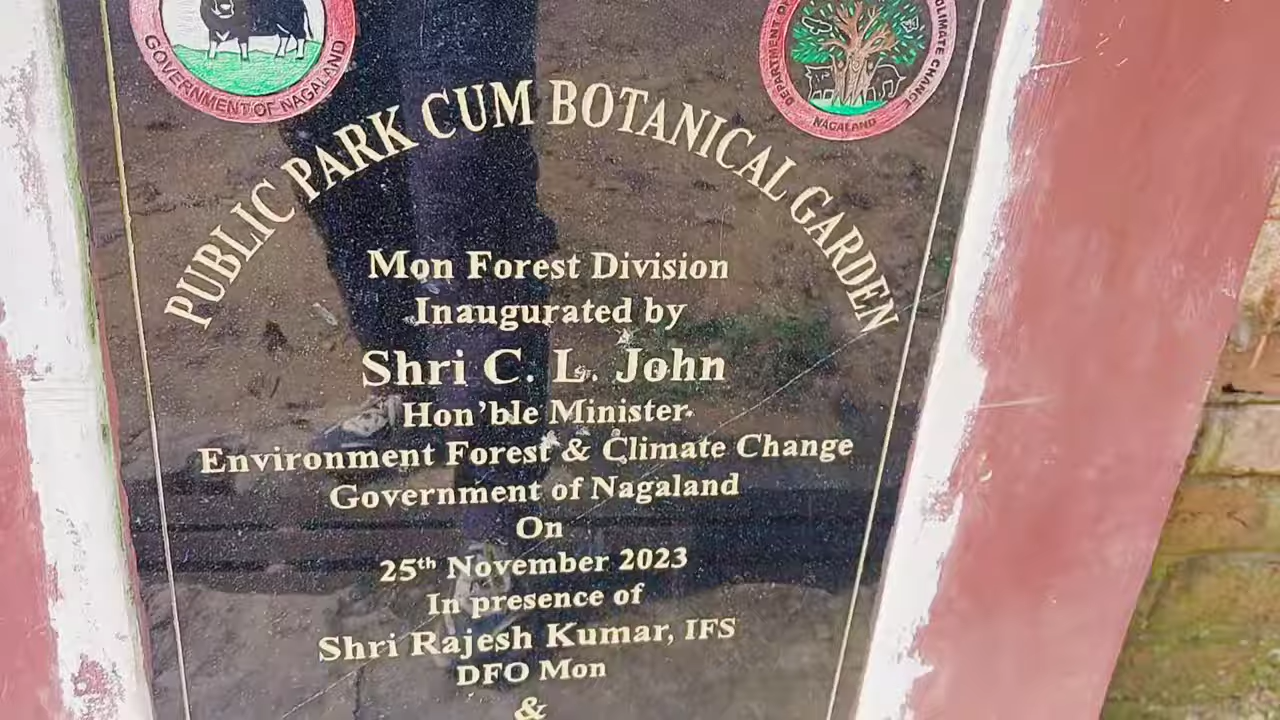 GOVERNMENT OF NAGALAND
CLIMATE CHANGE
NAGALAND
PUBLIC PARK CUM BOTANICAL GARDEN
Mon Forest Division
Inaugurated by
Shri C. L. John
Hon'ble Minister
Environment Forest & Climate Change
Government of Nagaland
On
25th November 2023
In presence of
Shri Rajesh Kumar, IFS
DFO Mon
&